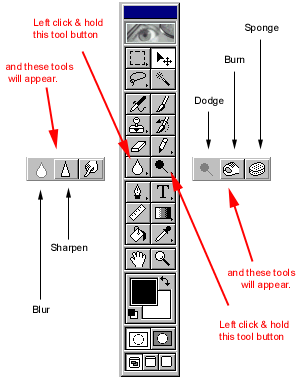 Left click & hold
this tool button
Sponge
Burn
and these tools
will appear.
Dodge
T
Sharpen
and these tools
will appear.
Blur
Left click & hold
this tool button